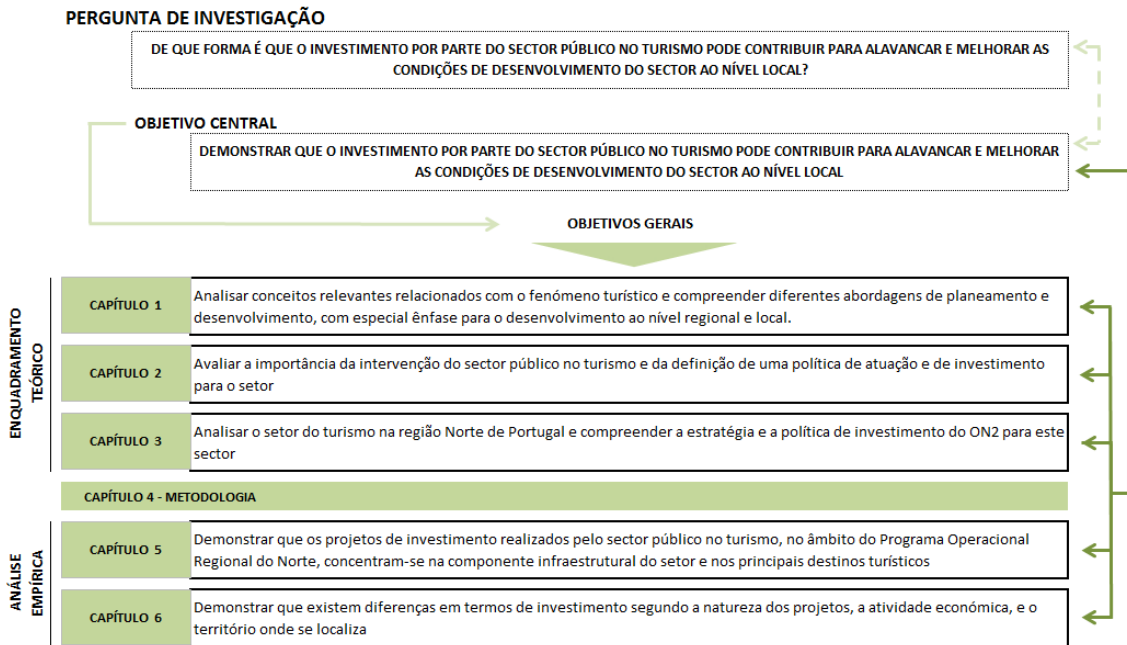 PERGUNTA DE INVESTIGAÇÃO
DE QUE FORMA É QUE O INVESTIMENTO POR PARTE DO SECTOR PÚBLICO NO TURISMO PODE CONTRIBUIR PARA ALAVANCAR E MELHORAR AS
CONDIÇÕES DE DESENVOLVIMENTO DO SECTOR AO NÍVEL LOCAL?
OBJETIVO CENTRAL
DEMONSTRAR QUE O INVESTIMENTO POR PARTE DO SECTOR PÚBLICO NO TURISMO PODE CONTRIBUIR PARA ALAVANCAR E MELHORAR
AS CONDIÇÕES DE DESENVOLVIMENTO DO SECTOR AO NÍVEL LOCAL
OBJETIVOS GERAIS
ENQUADRAMENTO
TEÓRICO
CAPÍTULO 1
Analisar conceitos relevantes relacionados com o fenómeno turístico e compreender diferentes abordagens de planeamento e
desenvolvimento, com especial ênfase para o desenvolvimento ao nível regional e local.
CAPÍTULO 2
Avaliar a importância da intervenção do sector público no turismo e da definição de uma política de atuação e de investimento
para o setor
CAPÍTULO 3
Analisar o setor do turismo na região Norte de Portugal e compreender a estratégia e a política de investimento do ON2 para este
sector
CAPÍTULO 4 - METODOLOGIA
ANÁLISE
EMPÍRICA
CAPÍTULO 5
Demonstrar que os projetos de investimento realizados pelo sector público no turismo, no âmbito do Programa Operacional
Regional do Norte, concentram-se na componente infraestrutural do setor e nos principais destinos turísticos
CAPÍTULO 6
Demonstrar que existem diferenças em termos de investimento segundo a natureza dos projetos, a atividade económica, e o
território onde se localiza